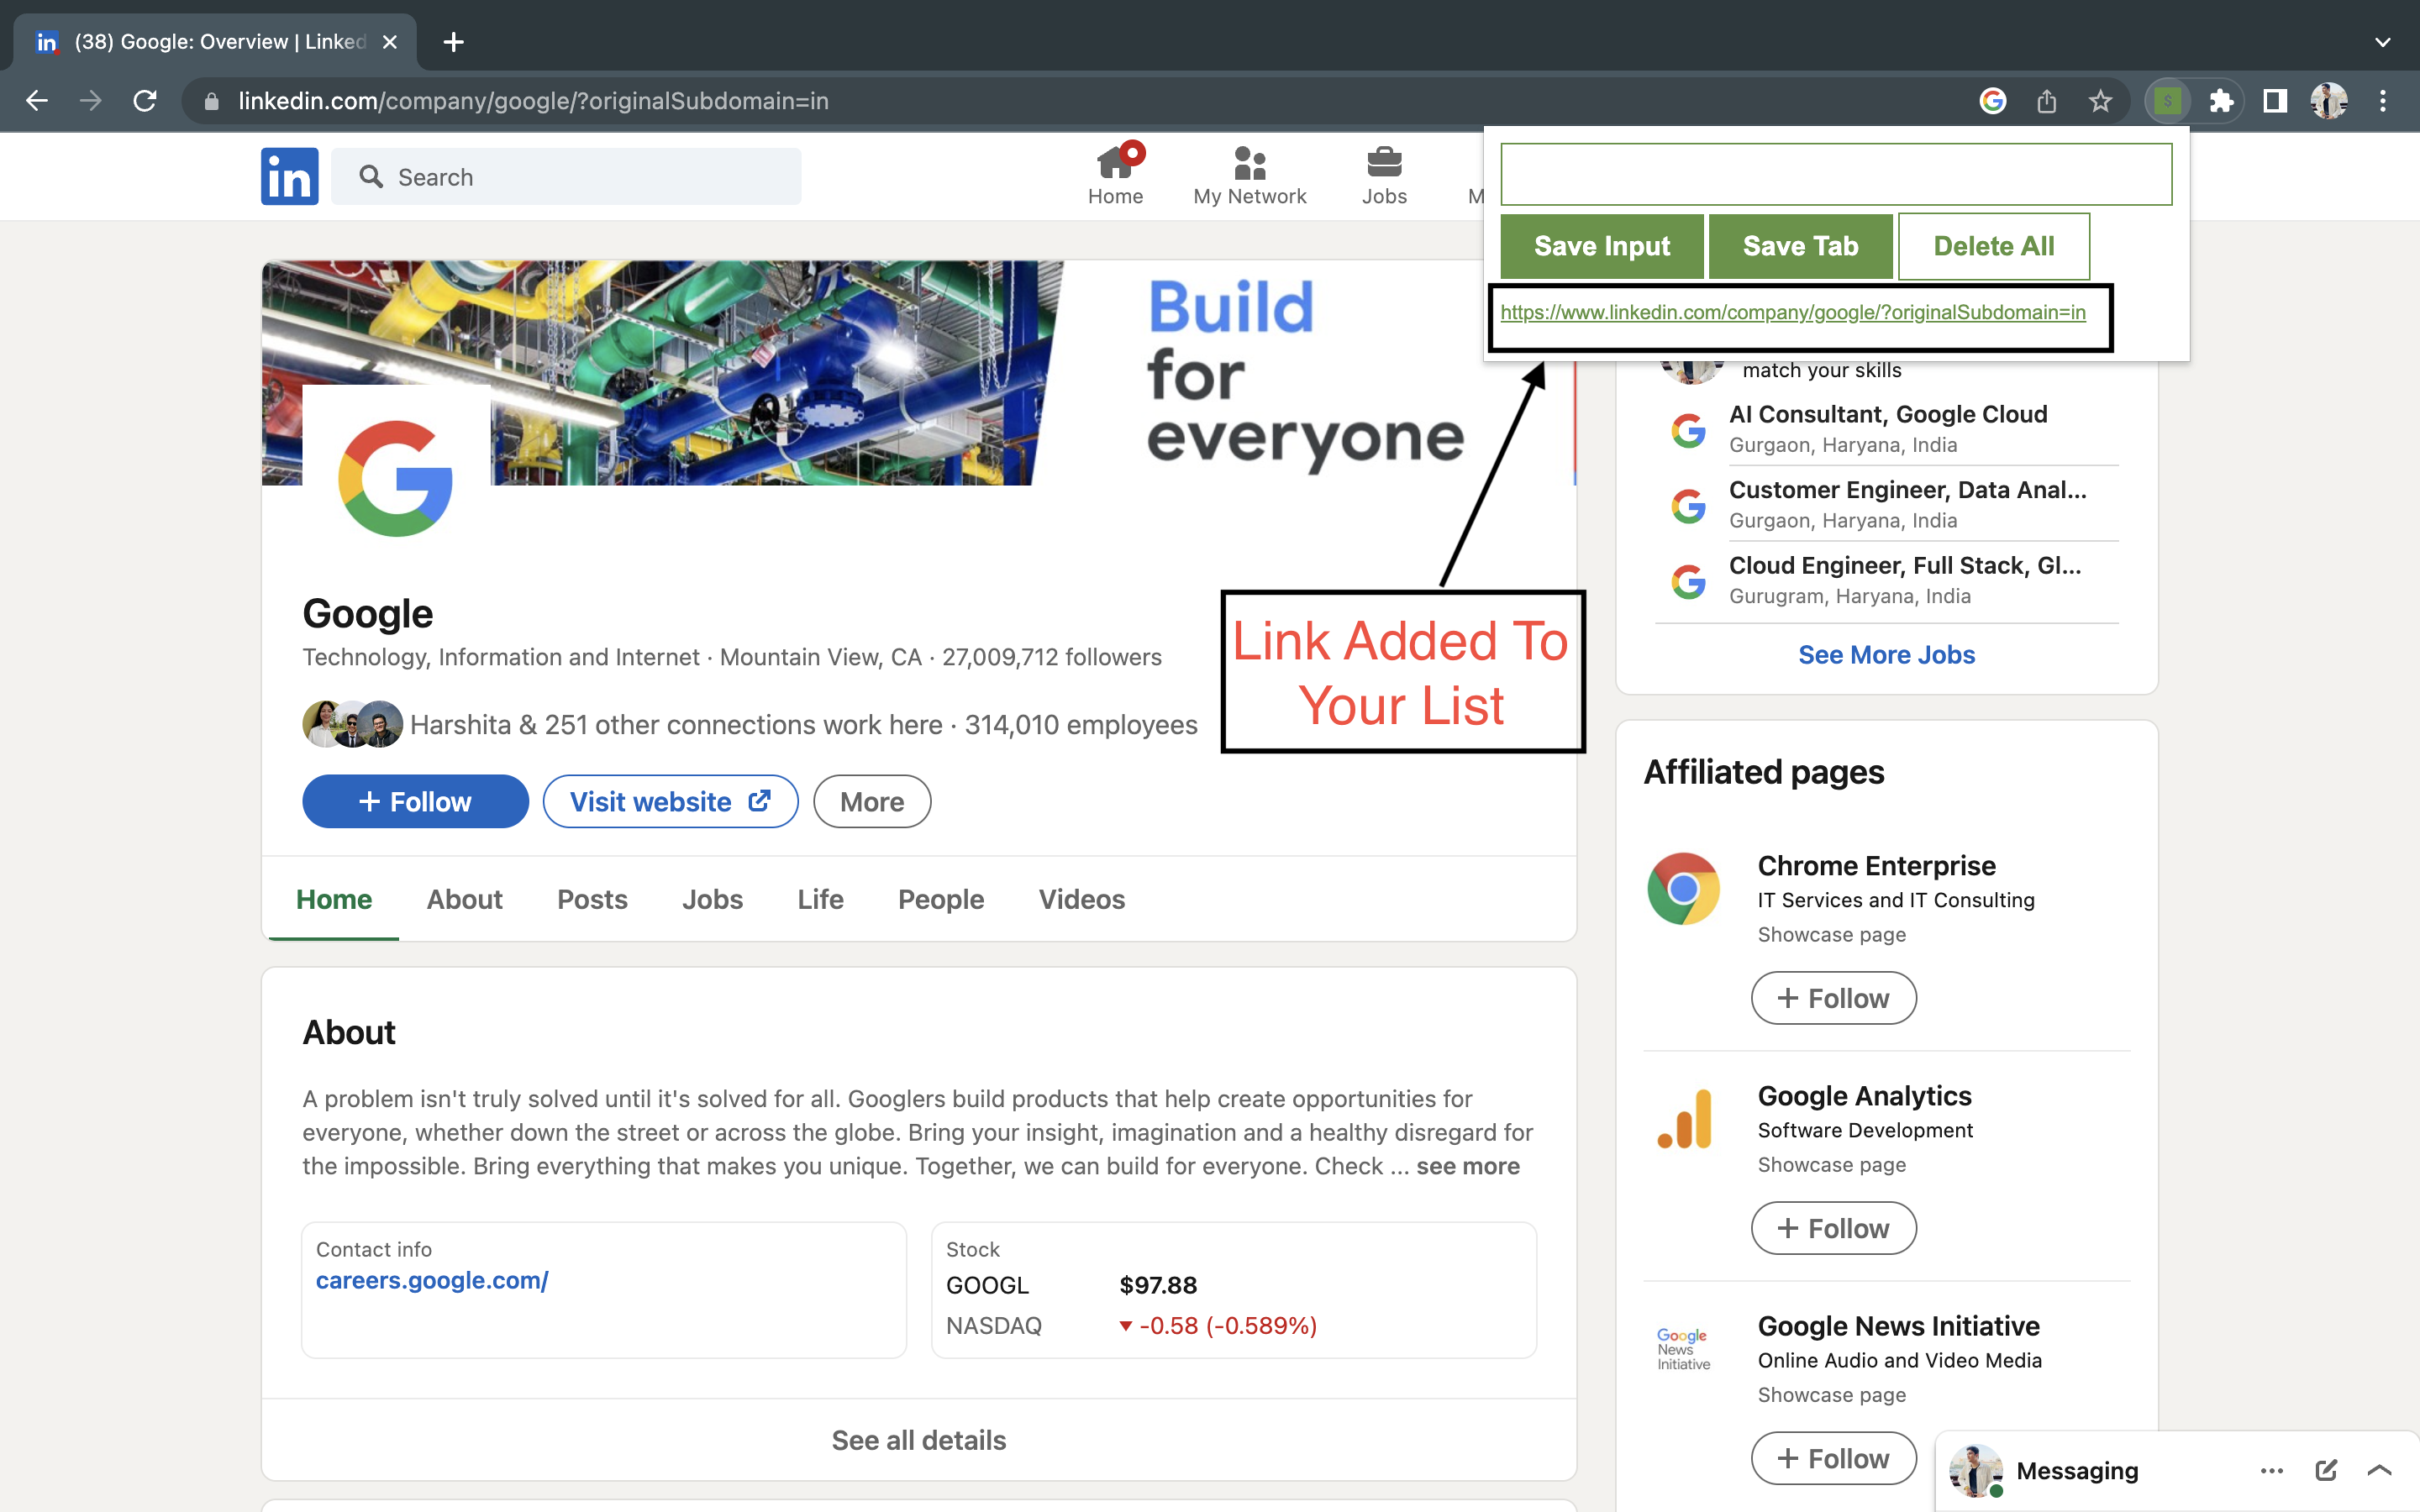 (38) Google: Overview | Linked
linkedin.com/company/google/?originalSubdomain=in
in
Search
Home
My Network
Jobs
M
Save Input
Save Tab
Delete All
https://www.linkedin.com/company/google/?originalSubdomain=in
Build
for
everyone
match your skills
AI Consultant, Google Cloud
Gurgaon, Haryana, India
Customer Engineer, Data Anal...
Gurgaon, Haryana, India
Cloud Engineer, Full Stack, Gl...
Gurugram, Haryana, India
See More Jobs
Link Added To
Your List
Google
Technology, Information and Internet · Mountain View, CA · 27,009,712 followers
Harshita & 251 other connections work here · 314,010 employees
+ Follow
Visit website
More
Home
About
Posts
Jobs
Life
People
Videos
About
A problem isn't truly solved until it's solved for all. Googlers build products that help create opportunities for
everyone, whether down the street or across the globe. Bring your insight, imagination and a healthy disregard for
the impossible. Bring everything that makes you unique. Together, we can build for everyone. Check ... see more
Contact info
careers.google.com/
Stock
GOOGL $97.88
NASDAQ ▼ -0.58 (-0.589%)
See all details
Affiliated pages
Chrome Enterprise
IT Services and IT Consulting
Showcase page
+ Follow
Google Analytics
Software Development
Showcase page
+ Follow
Google
News
Initiative
Google News Initiative
Online Audio and Video Media
Showcase page
+ Follow
Messaging